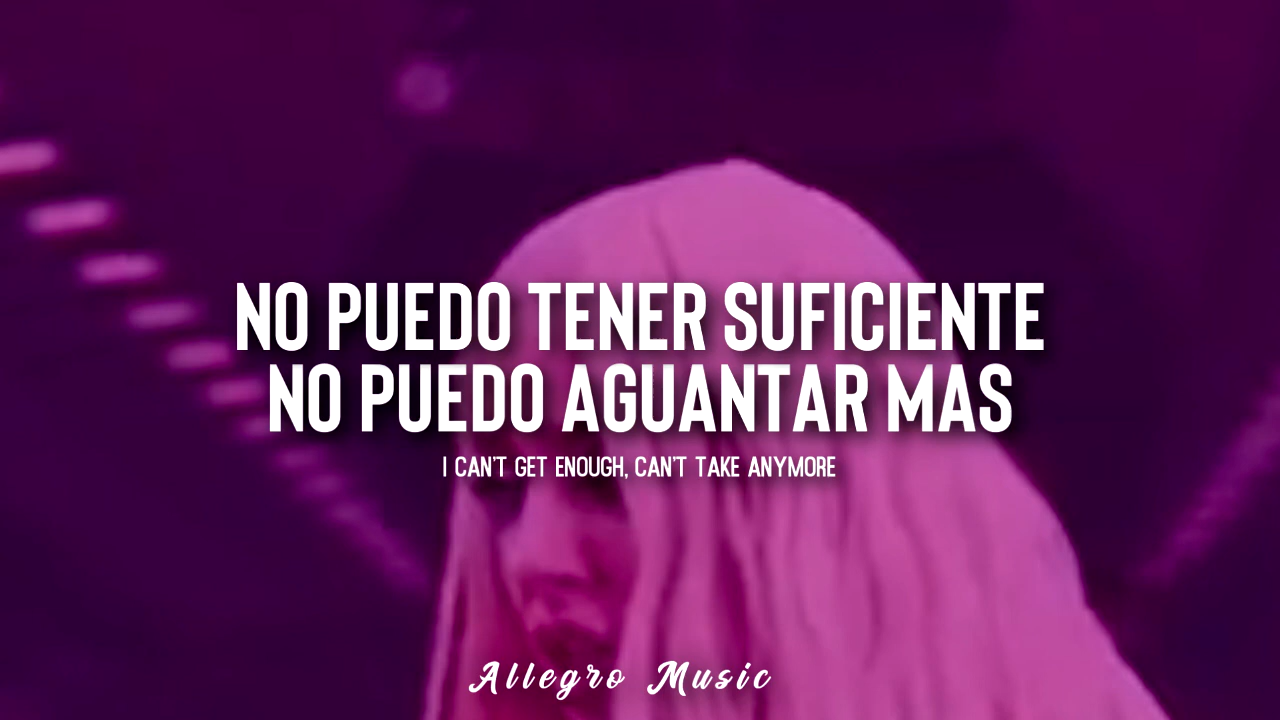 NO PUEDO TENER SUFICIENTE
NO PUEDO AGUANTAR MAS
I CAN'T GET ENOUGH, CAN'T TAKE ANYMORE
Allegro Music